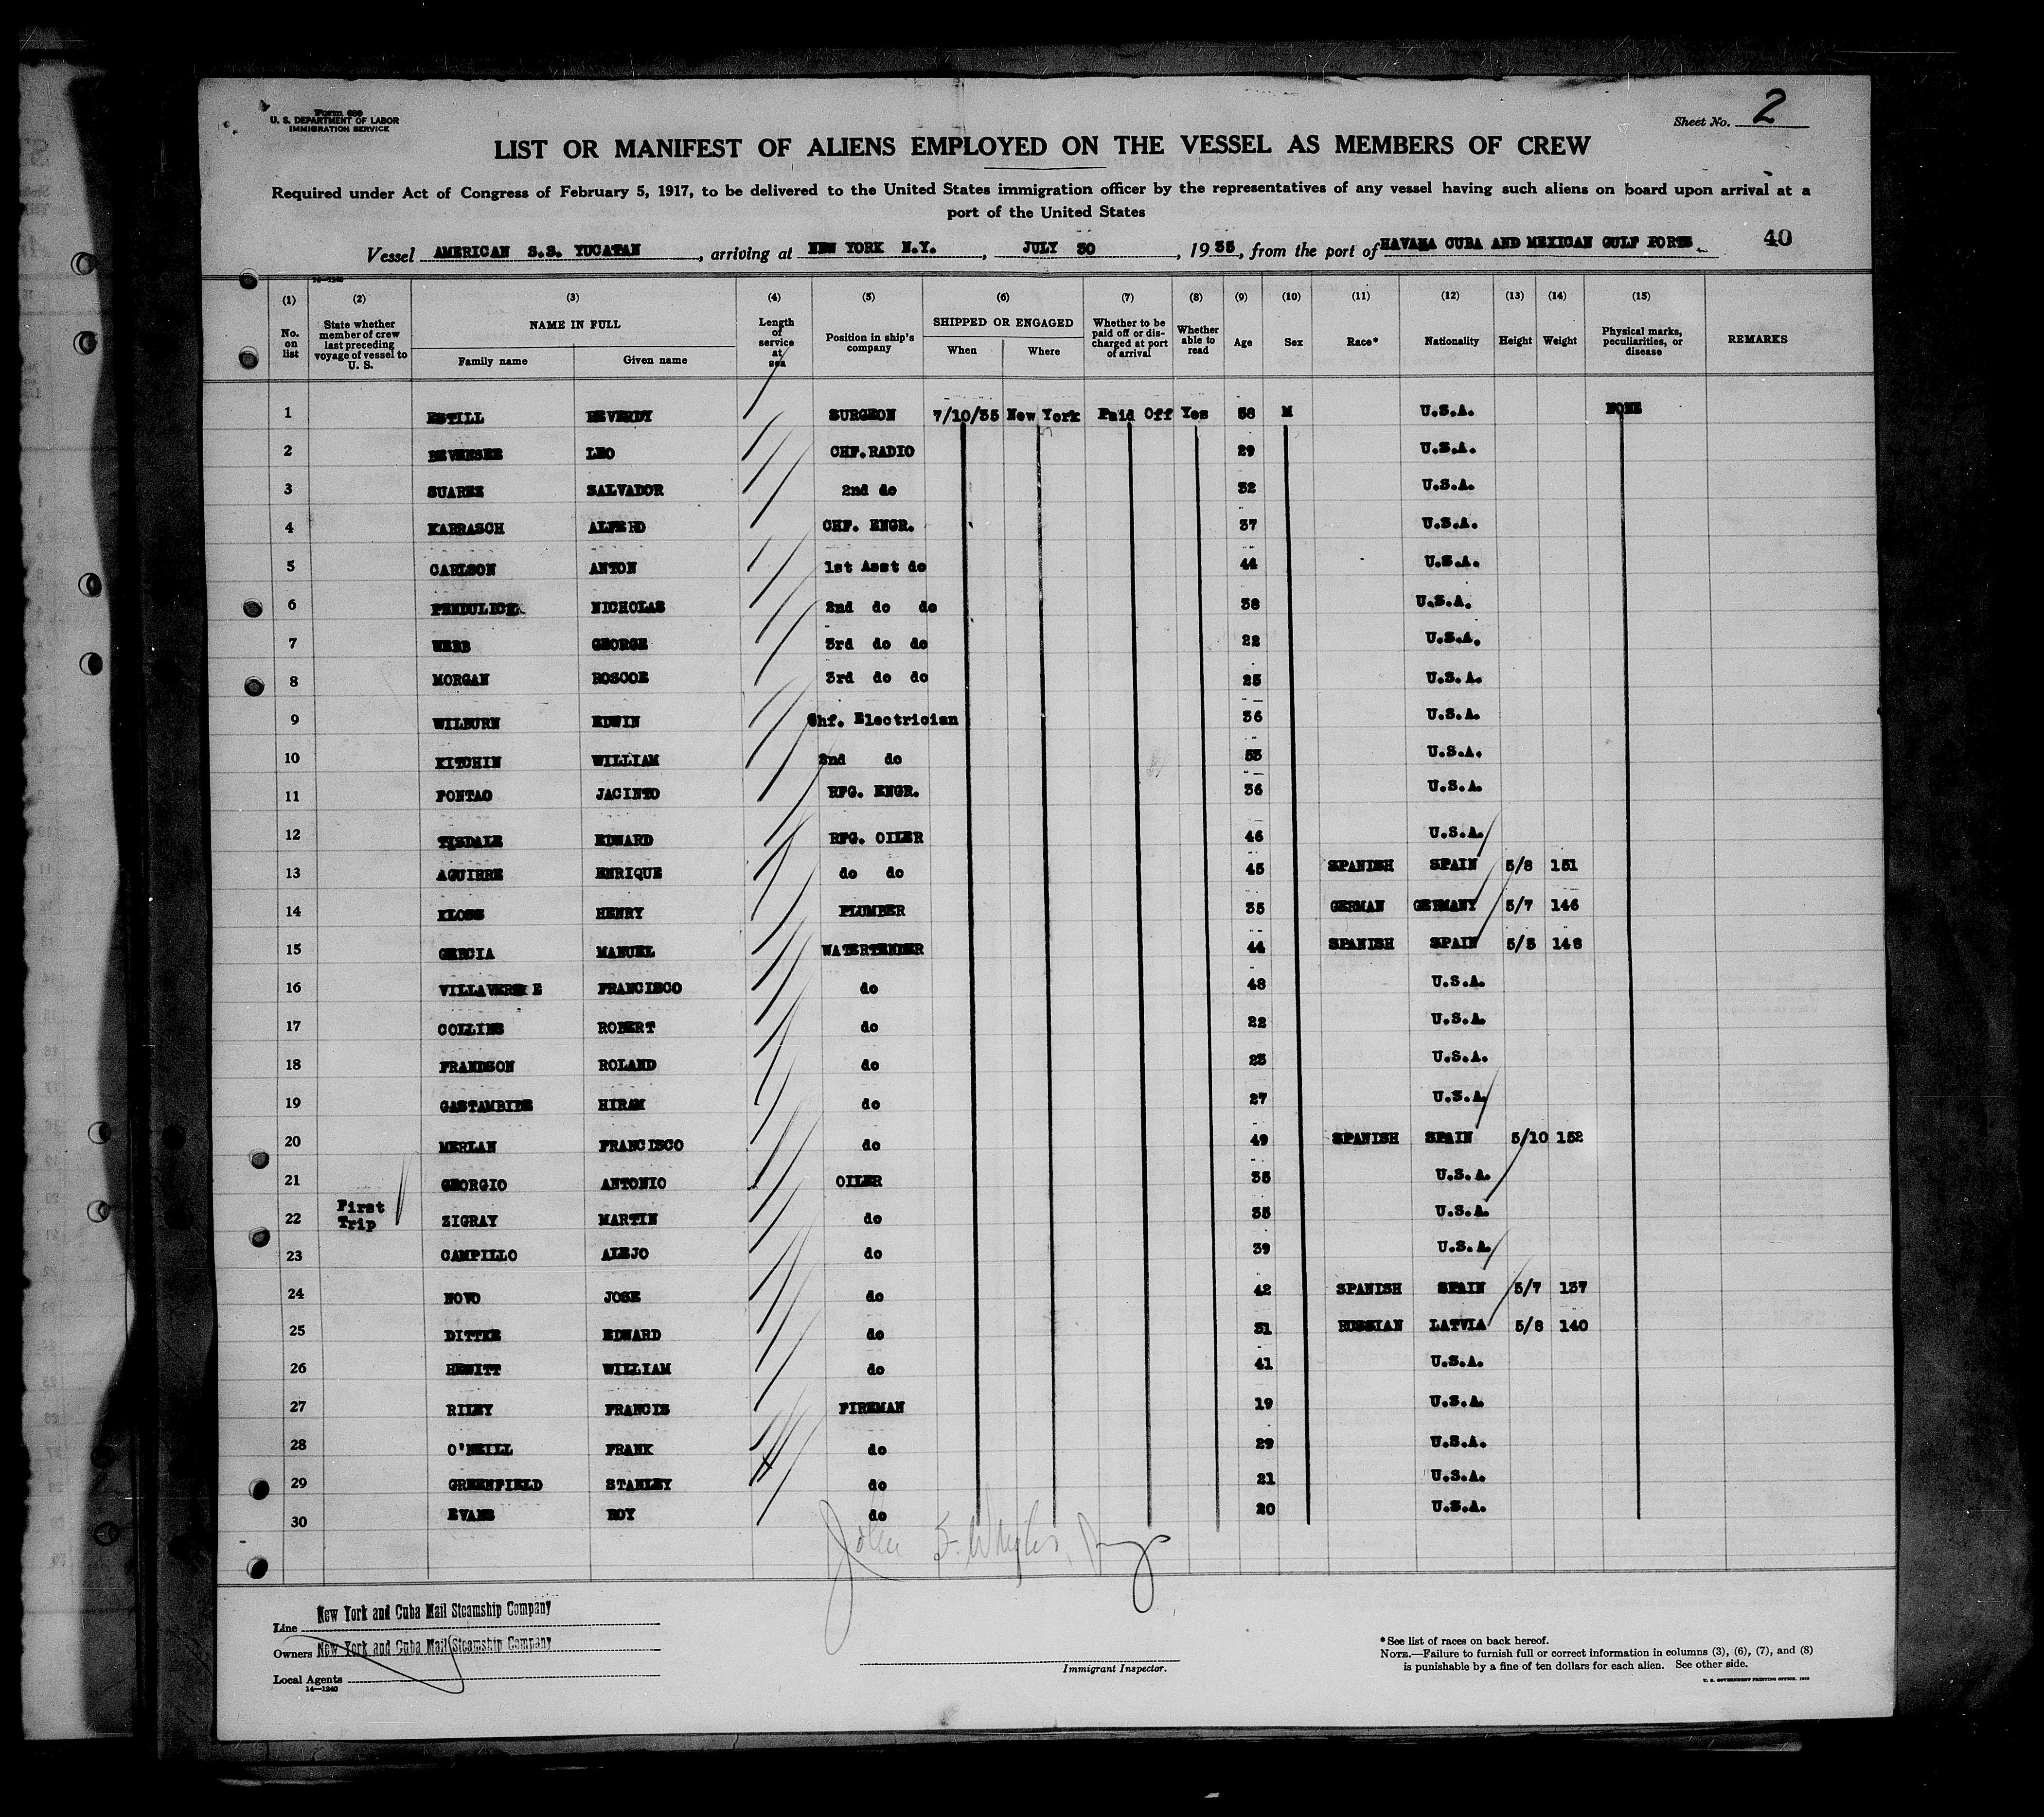 Form 680
U. S. DEPARTMENT OF LABOR
IMMIGRATION SERVICE
Sheet No. 2
LIST OR MANIFEST OF ALIENS EMPLOYED ON THE VESSEL AS MEMBERS OF CREW
Required under Act of Congress of February 5, 1917, to be delivered to the United States immigration officer by the representatives of any vessel having such aliens on board upon arrival at a
port of the United States
Vessel AMERICAN S.S. YUCATAN, arriving at NEW YORK N.Y., JULY 30, 1935, from the port of HAVANA CUBA AND MEXICAN GULF PORTS. 40
14—1240
(1) (2) (3) (4) (5) (6) (7) (8) (9) (10) (11) (12) (13) (14) (15)
No. on list State whether member of crew last preceding voyage of vessel to U. S. NAME IN FULL Family name Given name Length of service at sea Position in ship's company SHIPPED OR ENGAGED When Where Whether to be paid off or discharged at port of arrival Whether able to read Age Sex Race* Nationality Height Weight Physical marks, peculiarities, or disease REMARKS
1 ESTILL REVERDY SURGEON 7/10/35 New York Paid Off Yes 38 M U.S.A. NONE
2 LEO CHF.RADIO 29 U.S.A.
3 SUAREZ SALVADOR 2nd do 32 U.S.A.
4 KARRASCH ALFERD CHF. ENGR. 37 U.S.A.
5 CARLSON ANTON 1st Asst do 44 U.S.A.
6 NICHOLAS 2nd do do 38 U.S.A.
7 WEBB GEORGE 3rd do do 22 U.S.A.
8 MORGAN ROSCOE 3rd do do 25 U.S.A.
9 WILBURN EDWIN Chf. Electrician 36 U.S.A.
10 KITCHIN WILLIAM 2nd do U.S.A.
11 FONTAO JACINTO RFG. ENGR. 36 U.S.A.
12 TISDALE EDWARD RFG. OILER 46 U.S.A.
13 AGUIRRE ENRIQUE do do 45 SPANISH SPAIN 5/8 151
14 KLOSS HENRY PLUMBER 35 GERMAN GERMANY 5/7 146
15 GERCIA MANUEL WATERTENDER 44 SPANISH SPAIN 5/5 148
16 FRANCISCO do 48 U.S.A.
17 COLLINS ROBERT do 22 U.S.A.
18 FRANDSON ROLAND do 23 U.S.A.
19 GASTAMBIDE HIRAM do 27 U.S.A.
20 MERLAN FRANCISCO do 49 SPANISH SPAIN 5/10 152
21 GEORGIO ANTONIO OILER 35 U.S.A.
22 First Trip ZIGRAY MARTIN do 35 U.S.A.
23 CAMPILLO ALEJO do 39 U.S.A.
24 NOVO JOSE do 42 SPANISH SPAIN 5/7 137
25 DITTKE EDWARD do 31 RUSSIAN LATVIA 5/8 140
26 HEWITT WILLIAM do 41 U.S.A.
27 RILEY FRANCIS FIREMAN 19 U.S.A.
28 O'NEILL FRANK do 29 U.S.A.
29 GREENFIELD STANLEY do 21 U.S.A.
30 EVANS ROY do 20 U.S.A.
Line New York and Cuba Mail Steamship Company
Owners New York and Cuba Mail Steamship Company
Local Agents
14—1240
Immigrant Inspector.
*See list of races on back hereof.
NOTE.—Failure to furnish full or correct information in columns (3), (6), (7), and (8)
is punishable by a fine of ten dollars for each alien. See other side.